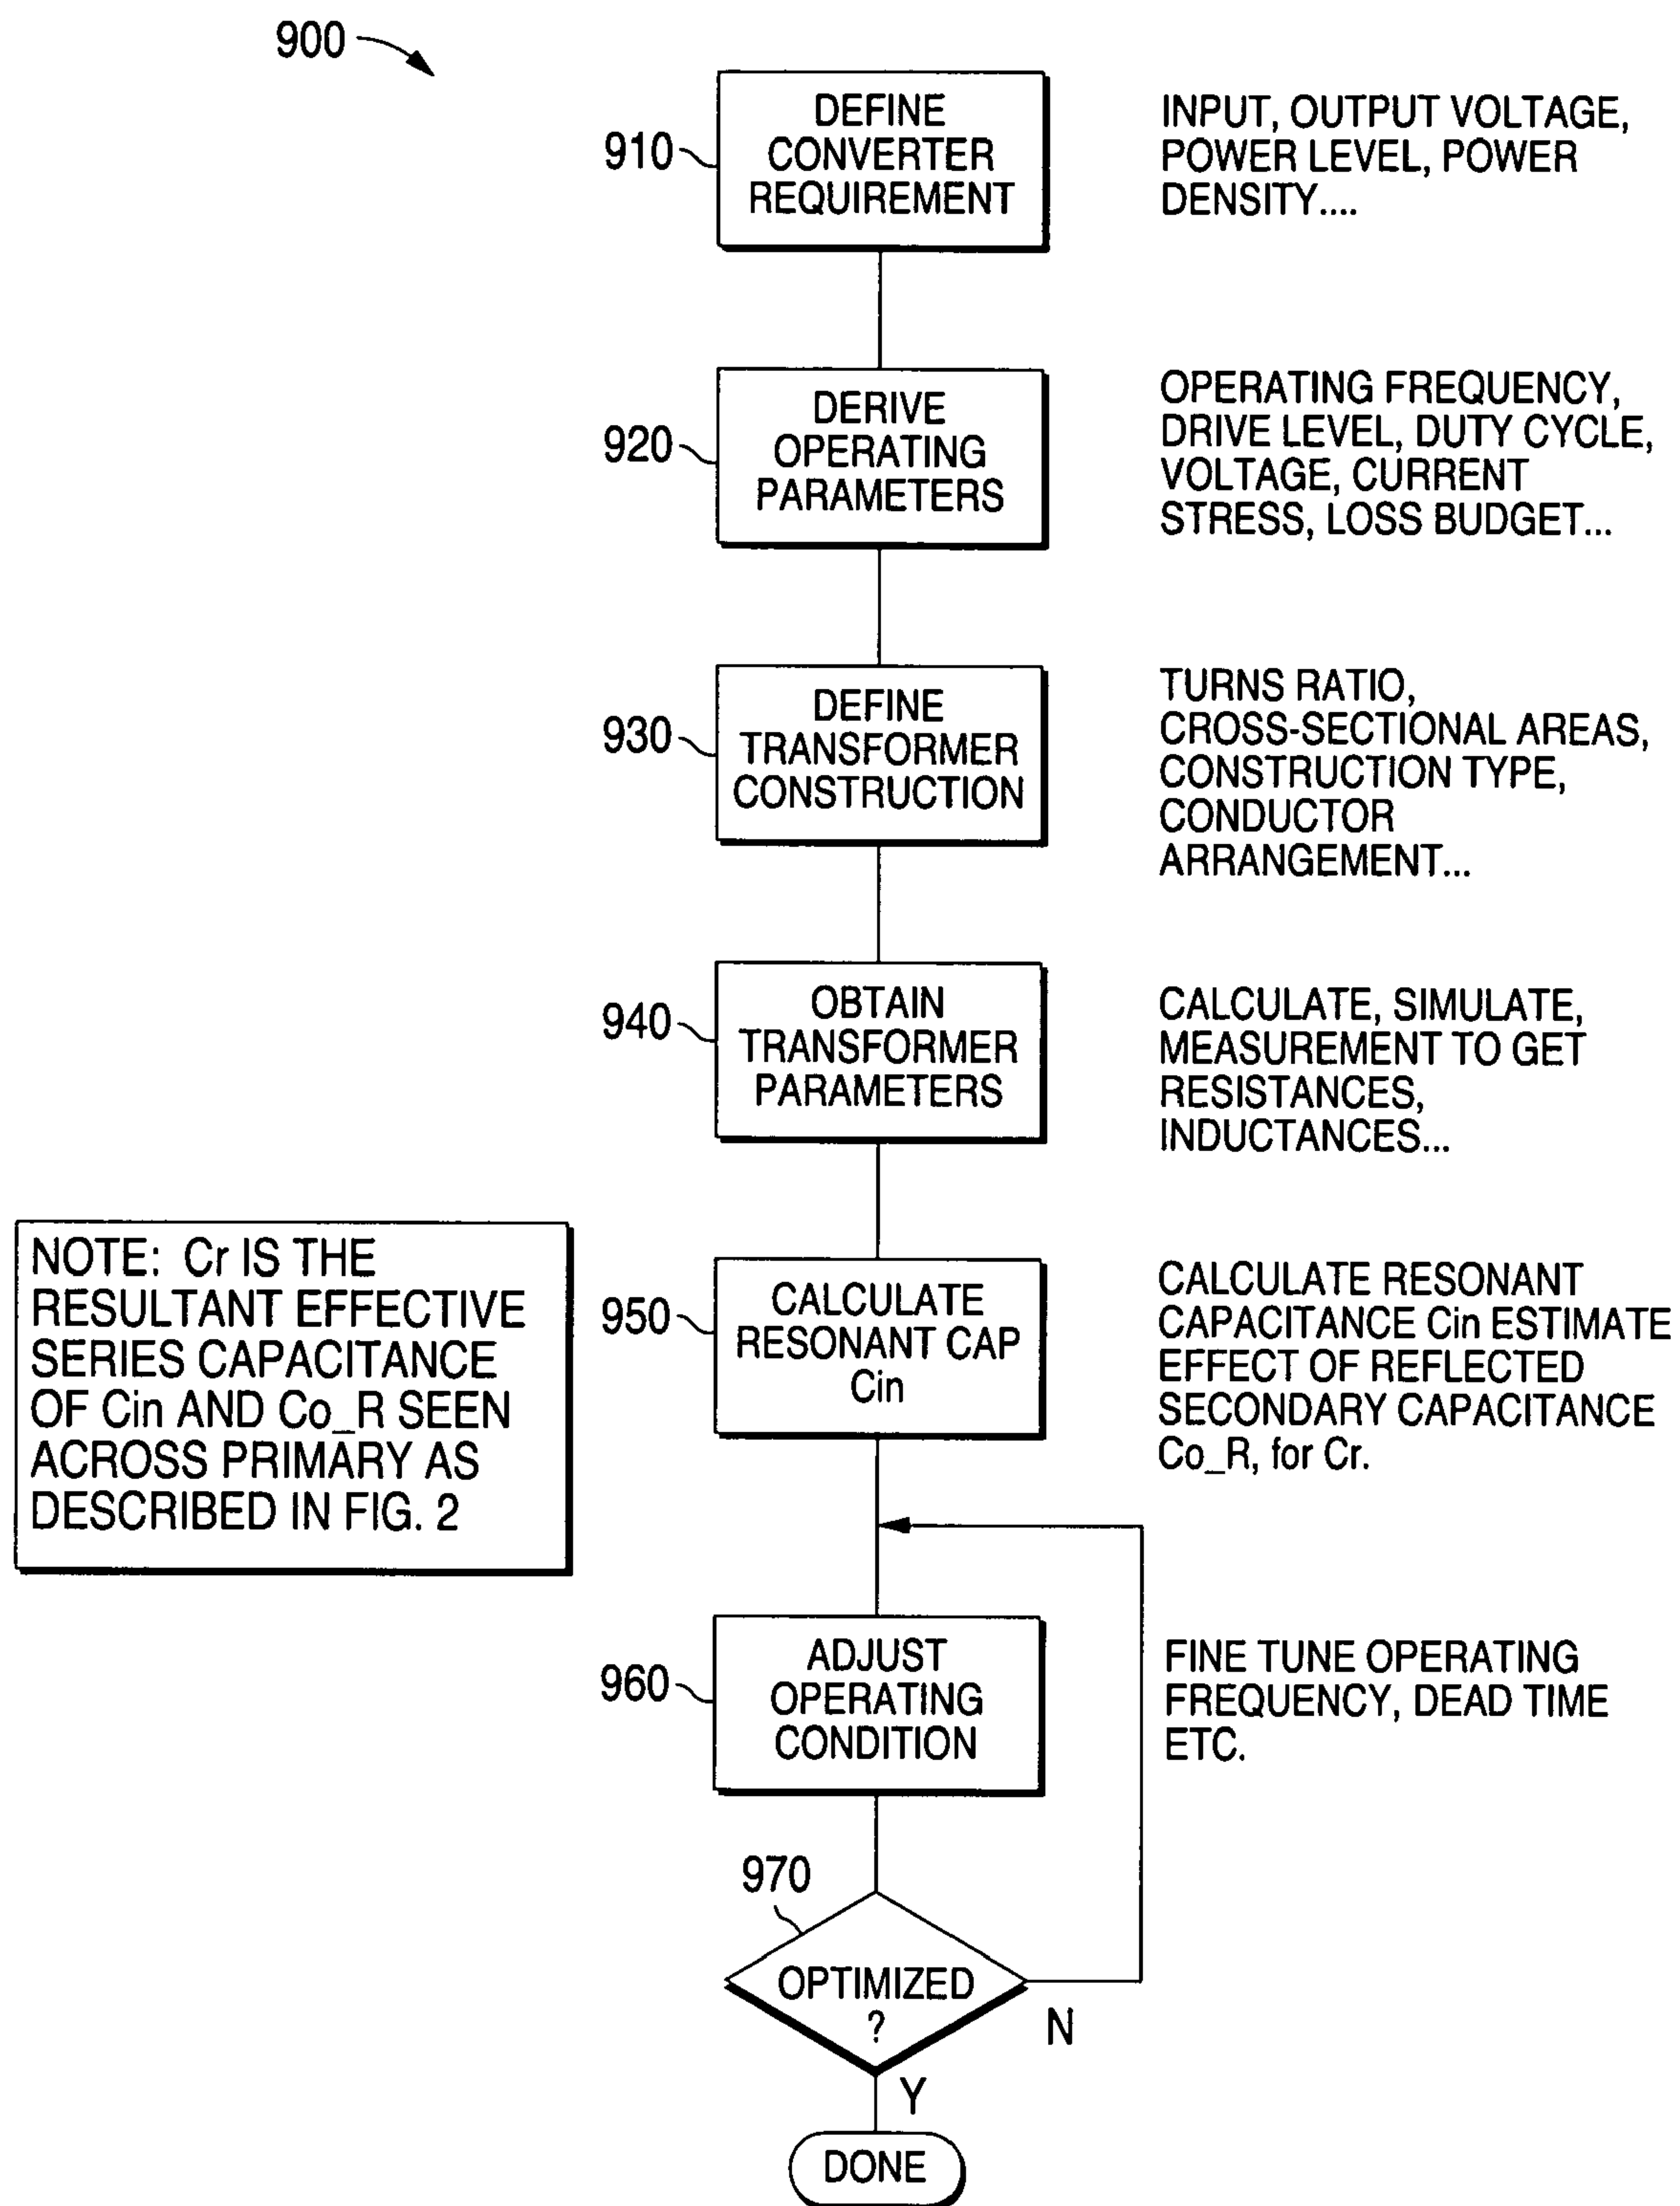 900
910
DEFINE
CONVERTER
REQUIREMENT
INPUT, OUTPUT VOLTAGE,
POWER LEVEL, POWER
DENSITY....
920
DERIVE
OPERATING
PARAMETERS
OPERATING FREQUENCY,
DRIVE LEVEL, DUTY CYCLE,
VOLTAGE, CURRENT
STRESS, LOSS BUDGET...
930
DEFINE
TRANSFORMER
CONSTRUCTION
TURNS RATIO,
CROSS-SECTIONAL AREAS,
CONSTRUCTION TYPE,
CONDUCTOR
ARRANGEMENT...
940
OBTAIN
TRANSFORMER
PARAMETERS
CALCULATE, SIMULATE,
MEASUREMENT TO GET
RESISTANCES,
INDUCTANCES...
NOTE: Cr IS THE
RESULTANT EFFECTIVE
SERIES CAPACITANCE
OF Cin AND Co_R SEEN
ACROSS PRIMARY AS
DESCRIBED IN FIG. 2
950
CALCULATE
RESONANT CAP
Cin
CALCULATE RESONANT
CAPACITANCE Cin ESTIMATE
EFFECT OF REFLECTED
SECONDARY CAPACITANCE
Co_R, for Cr.
960
ADJUST
OPERATING
CONDITION
FINE TUNE OPERATING
FREQUENCY, DEAD TIME
ETC.
970
OPTIMIZED
?
N
Y
DONE